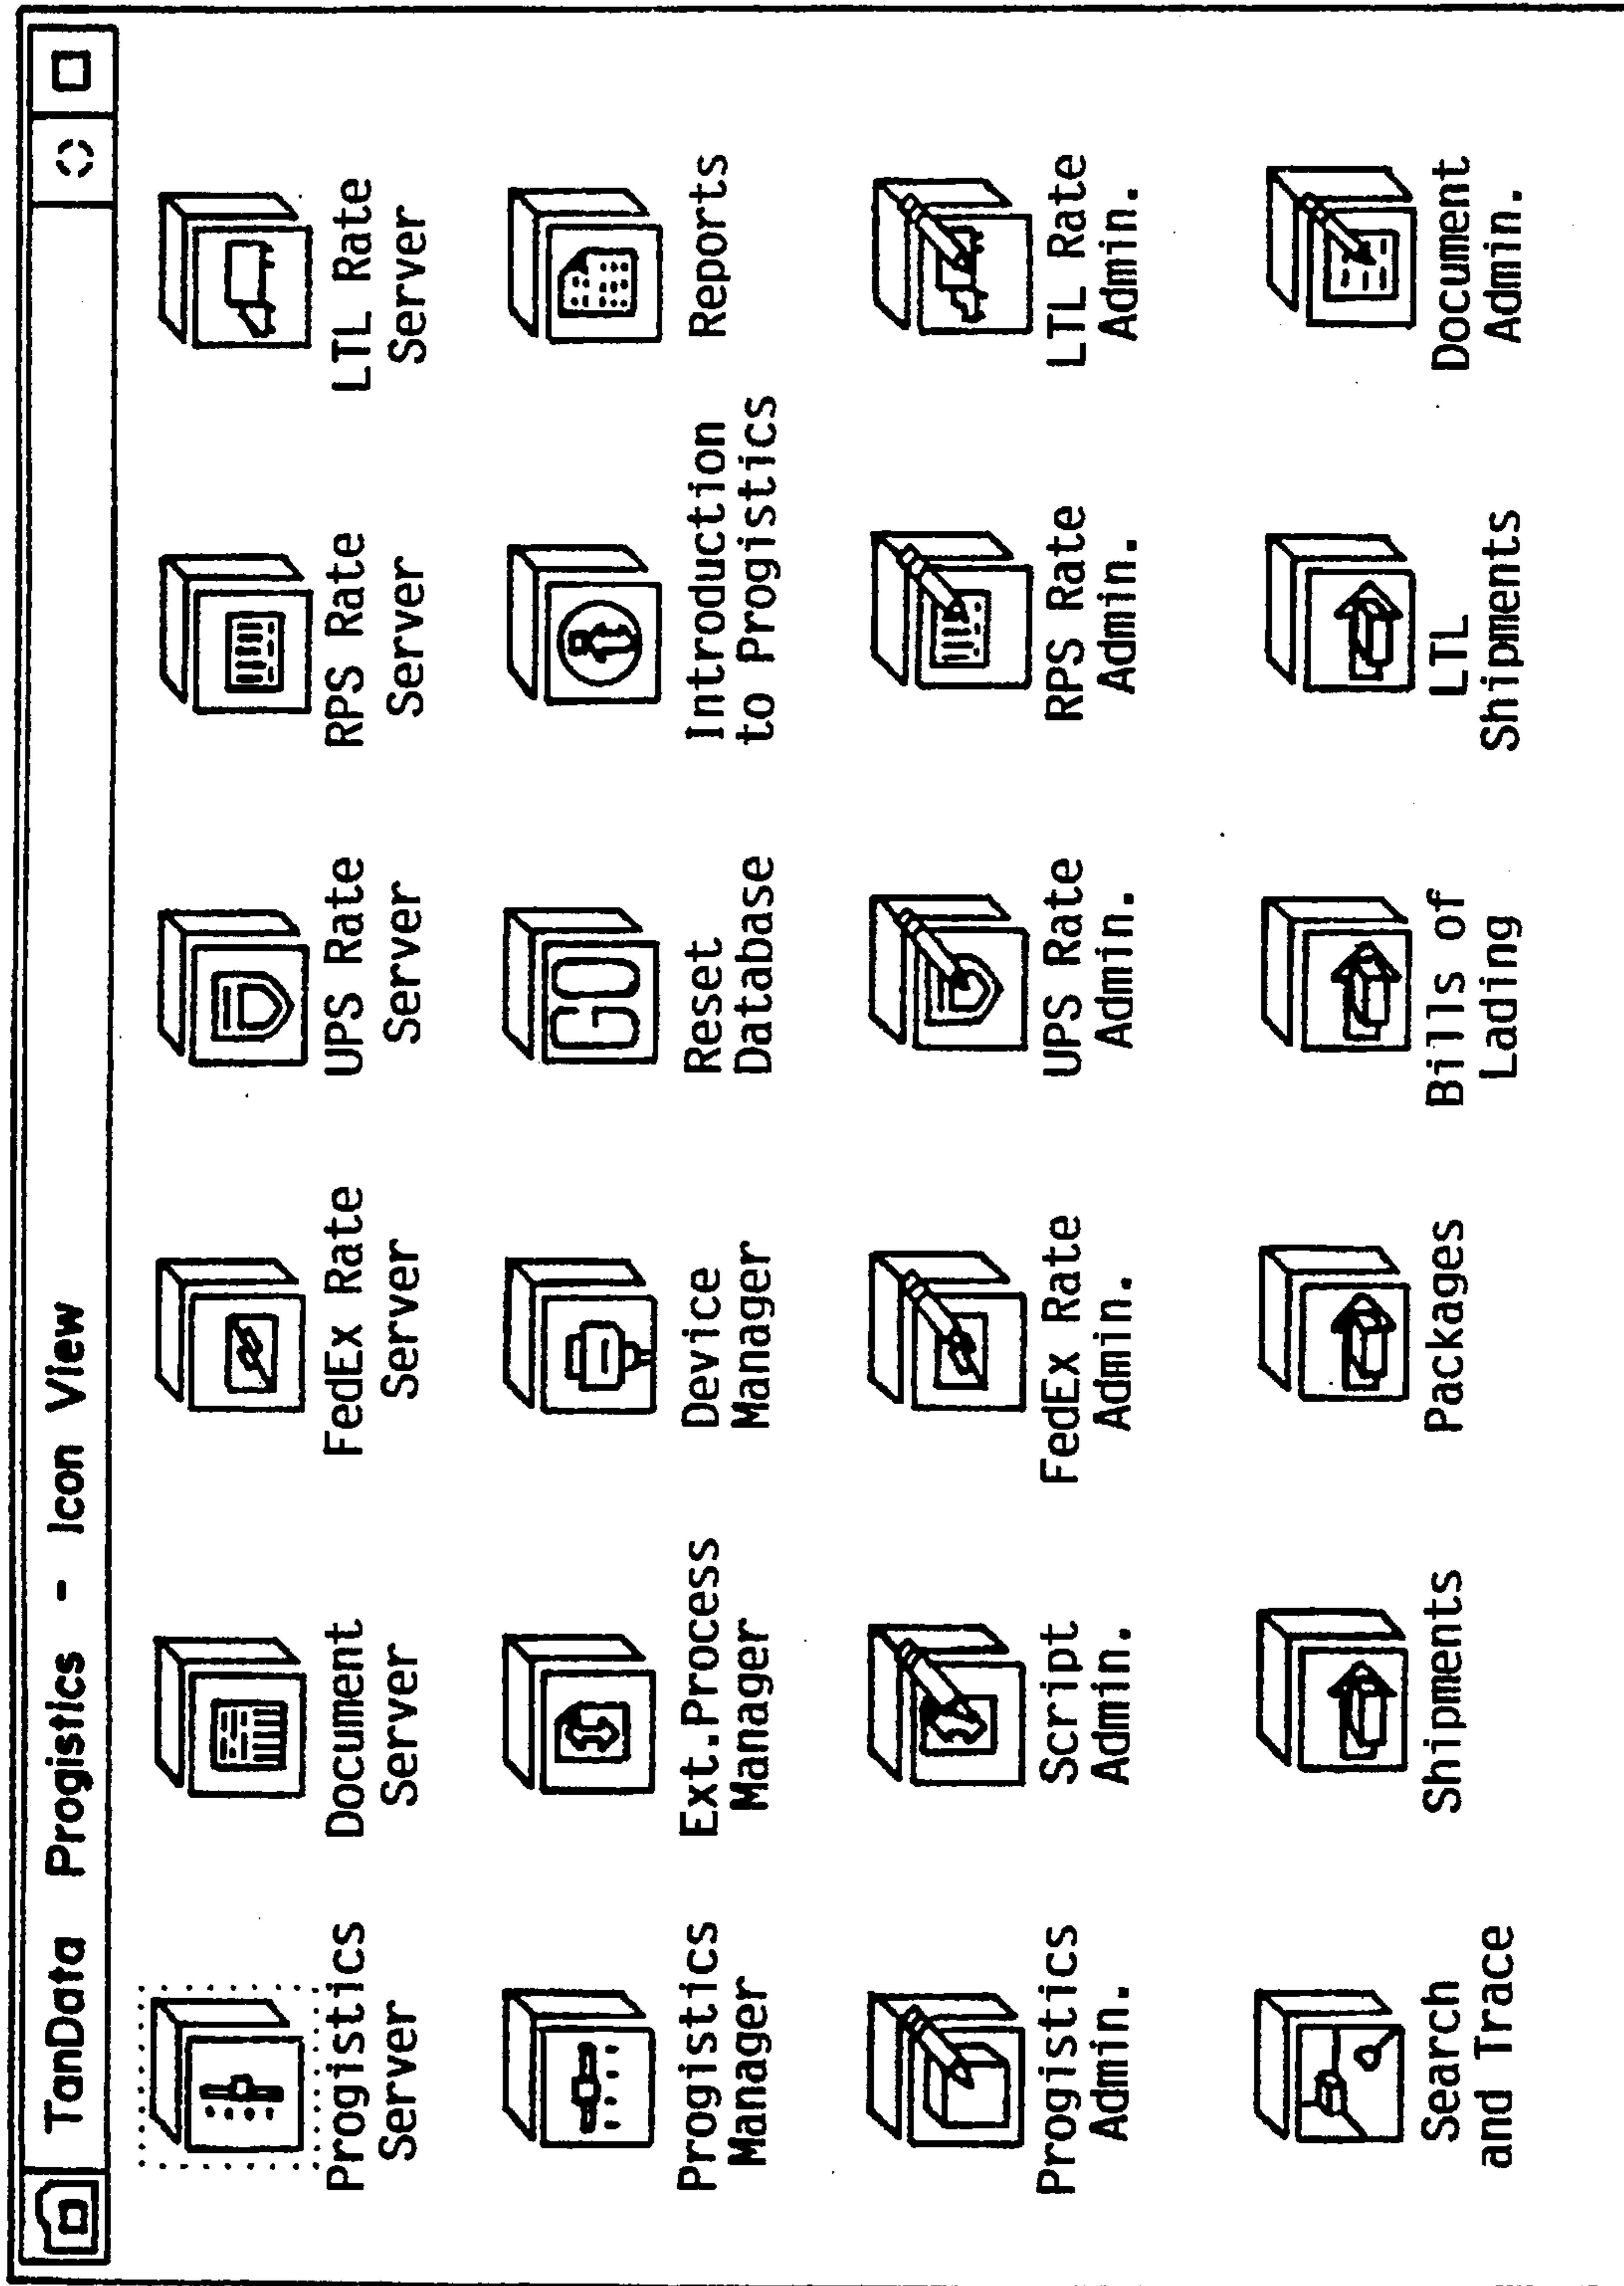 TanData Progistics - Icon View
Progistics
Server
Document
Server
FedEx Rate
Server
UPS Rate
Server
RPS Rate
Server
LTL Rate
Server
Progistics
Manager
Ext.Process
Manager
Device
Manager
GO
Reset
Database
Introduction
to Progistics
Reports
Progistics
Admin.
Script
Admin.
FedEx Rate
Admin.
UPS Rate
Admin.
RPS Rate
Admin.
LTL Rate
Admin.
Search
and Trace
Shipments
Packages
Bills of
Lading
LTL
Shipments
Document
Admin.